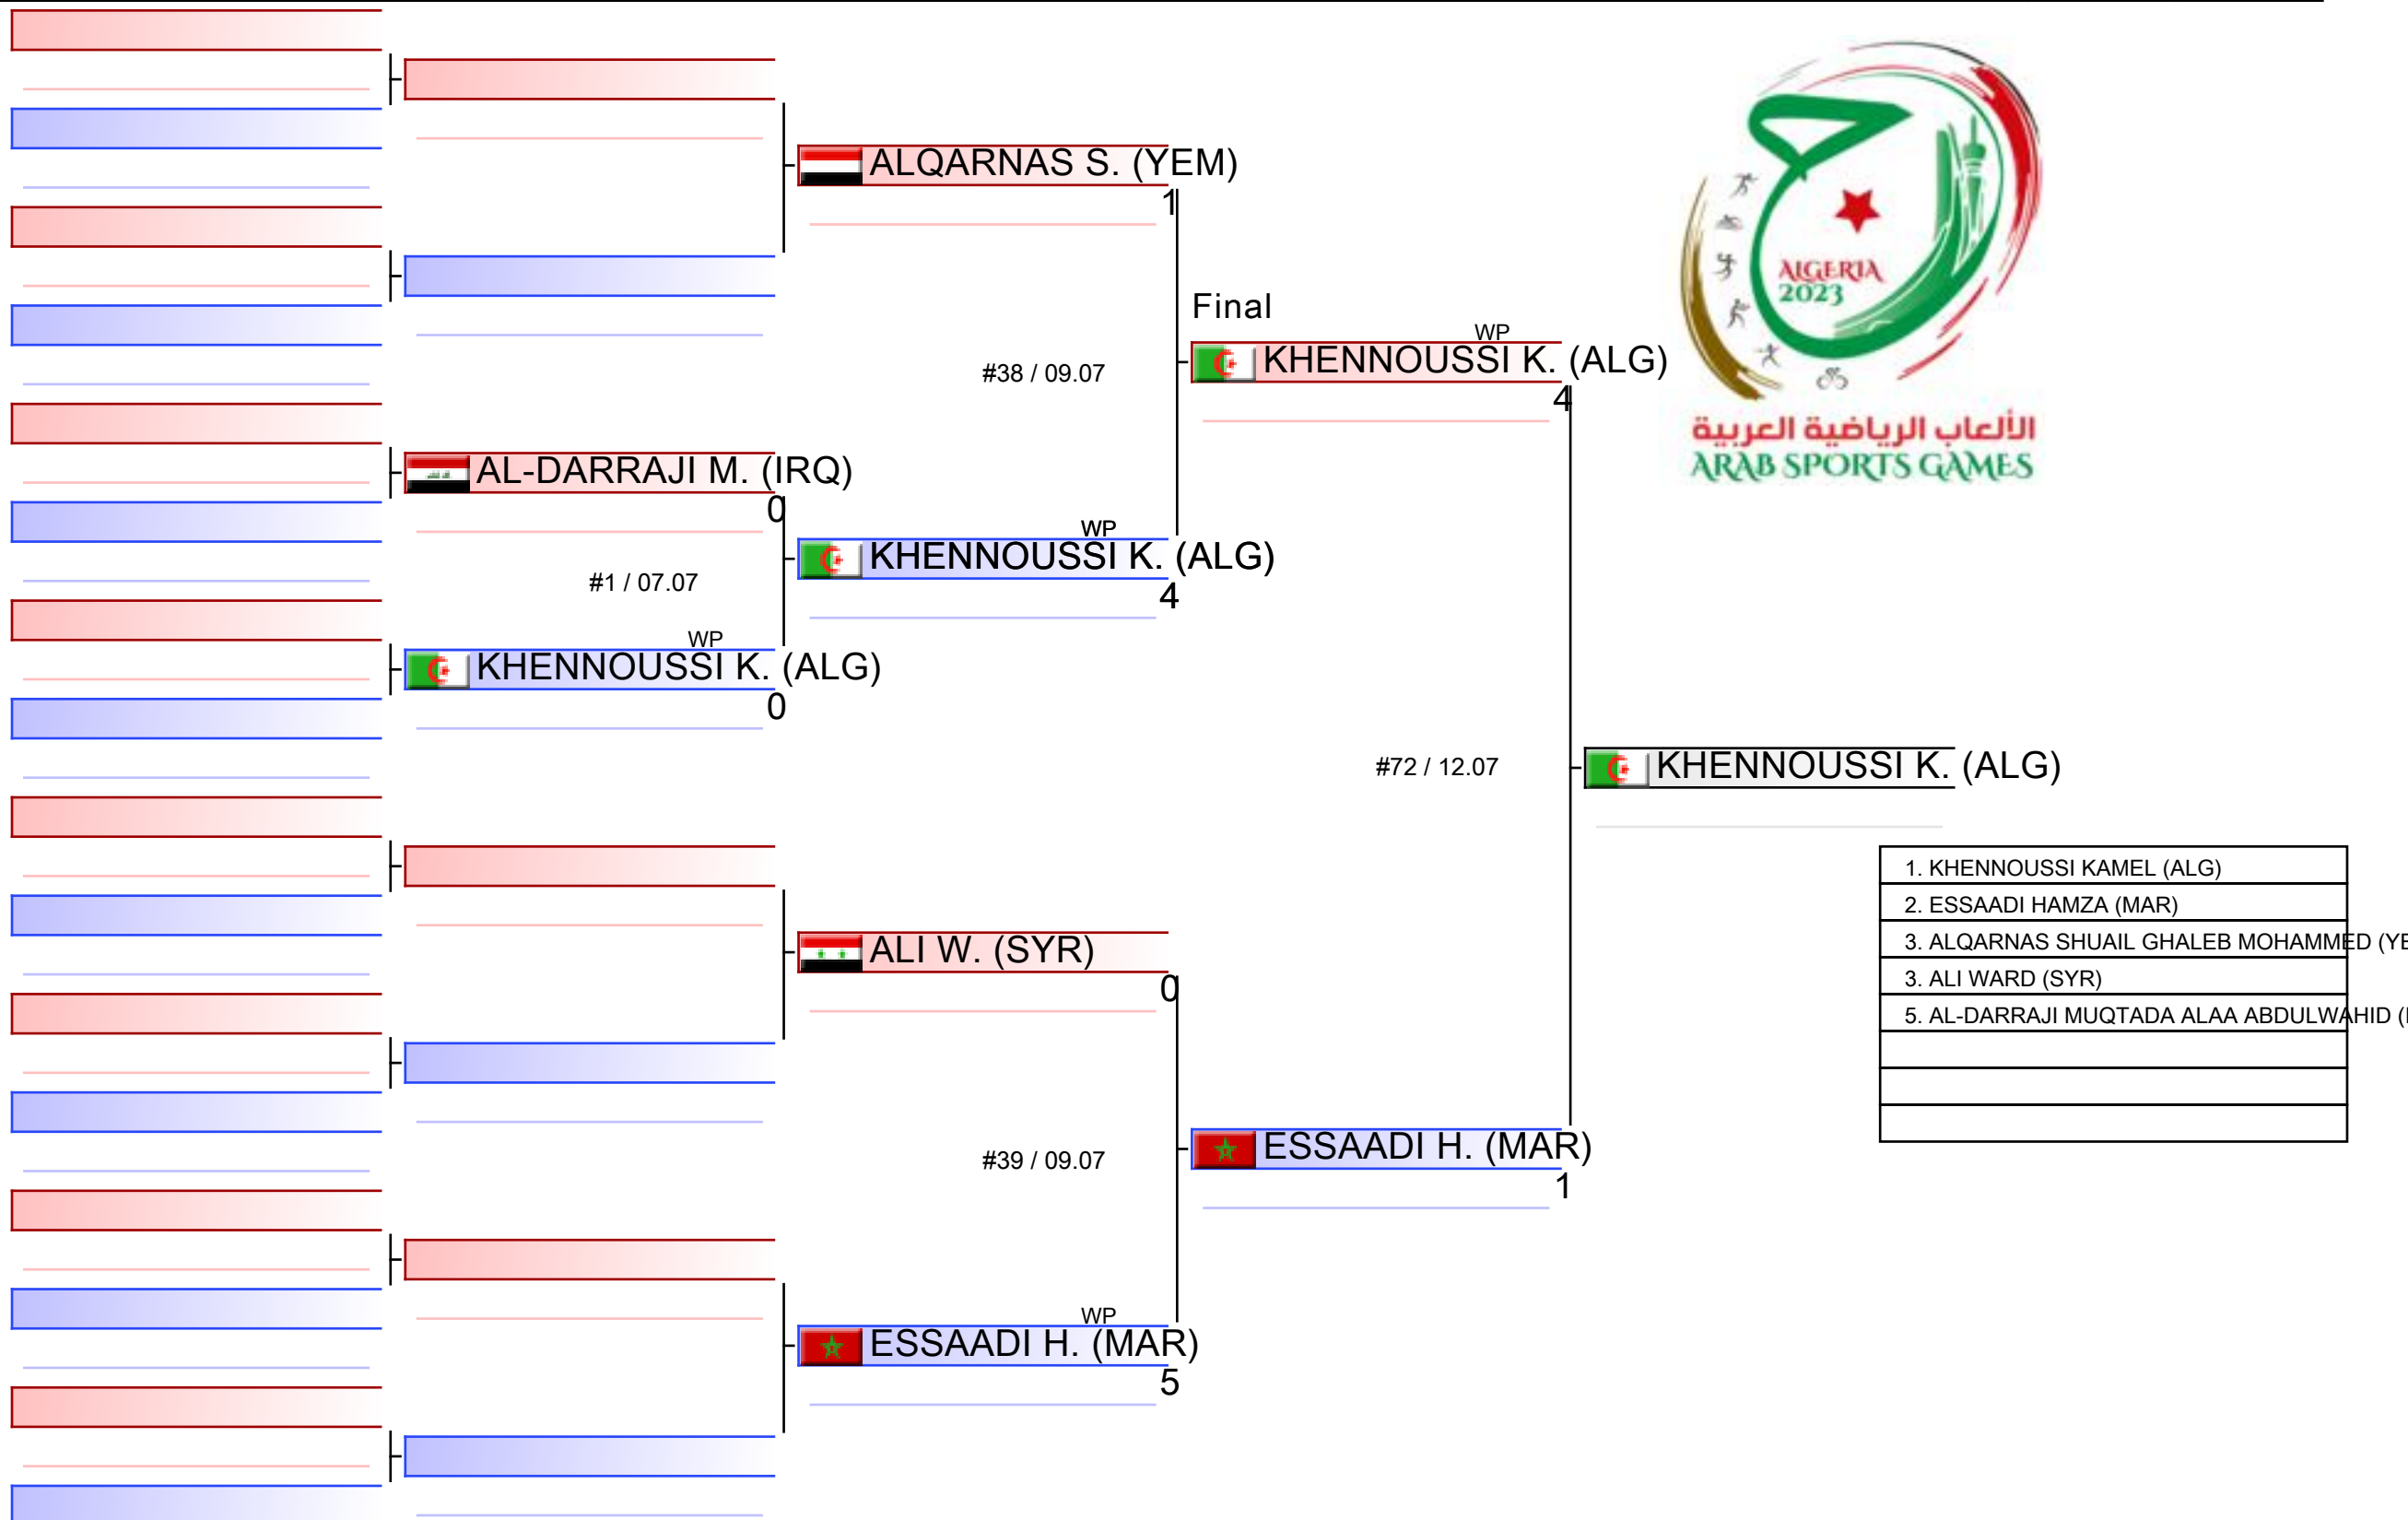 ALQARNAS S. (YEM)
1
#38 / 09.07
AL-DARRAJI M. (IRQ)
0
#1 / 07.07
WP
KHENNOUSSI K. (ALG)
4
WP
KHENNOUSSI K. (ALG)
0
Final
WP
KHENNOUSSI K. (ALG)
4
ALGERIA
2023
الألعاب الرياضية العربية
ARAB SPORTS GAMES
#72 / 12.07
KHENNOUSSI K. (ALG)
ALI W. (SYR)
0
#39 / 09.07
WP
ESSAADI H. (MAR)
5
ESSAADI H. (MAR)
1
1. KHENNOUSSI KAMEL (ALG)
2. ESSAADI HAMZA (MAR)
3. ALQARNAS SHUAIL GHALEB MOHAMMED (YE
3. ALI WARD (SYR)
5. AL-DARRAJI MUQTADA ALAA ABDULWAHID (